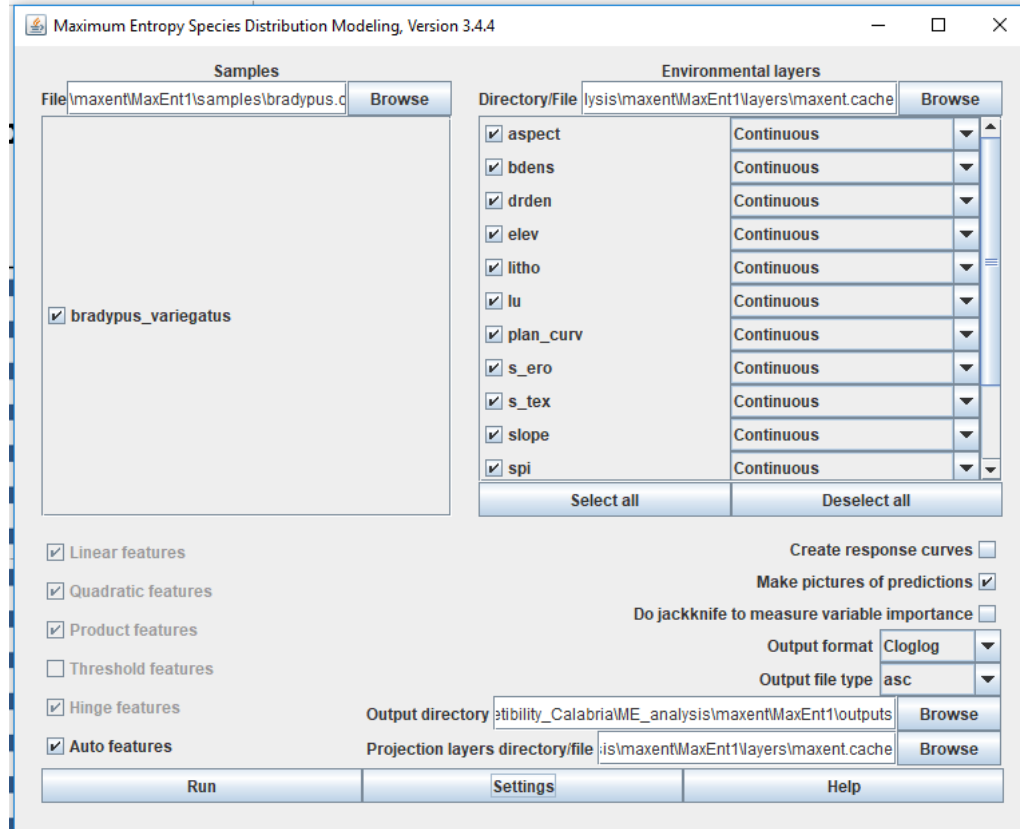 Maximum Entropy Species Distribution Modeling, Version 3.4.4
Samples
File \maxent\MaxEnt1\samples\bradypus.c Browse
bradypus_variegatus
Environmental layers
Directory/File lysis\maxent\MaxEnt1\layers\maxent.cache Browse
aspect Continuous
bdens Continuous
drden Continuous
elev Continuous
litho Continuous
lu Continuous
plan_curv Continuous
s_ero Continuous
s_tex Continuous
slope Continuous
spi Continuous
Select all Deselect all
Linear features
Quadratic features
Product features
Threshold features
Hinge features
Auto features
Create response curves
Make pictures of predictions
Do jackknife to measure variable importance
Output format Cloglog
Output file type asc
Output directory etibility_Calabria\ME_analysis\maxent\MaxEnt1\outputs Browse
Projection layers directory/file sis\maxent\MaxEnt1\layers\maxent.cache Browse
Run Settings Help